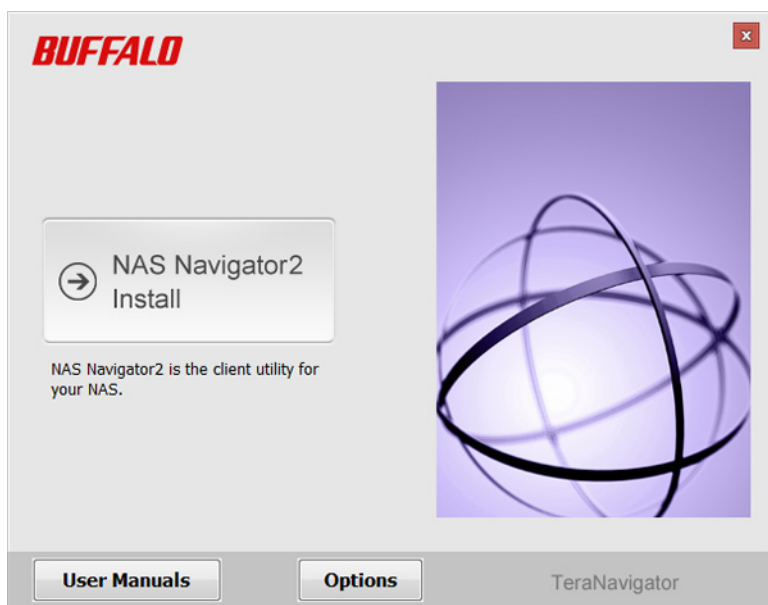 BUFFALO
x
NAS Navigator2
Install
NAS Navigator2 is the client utility for
your NAS.
User Manuals
Options
TeraNavigator